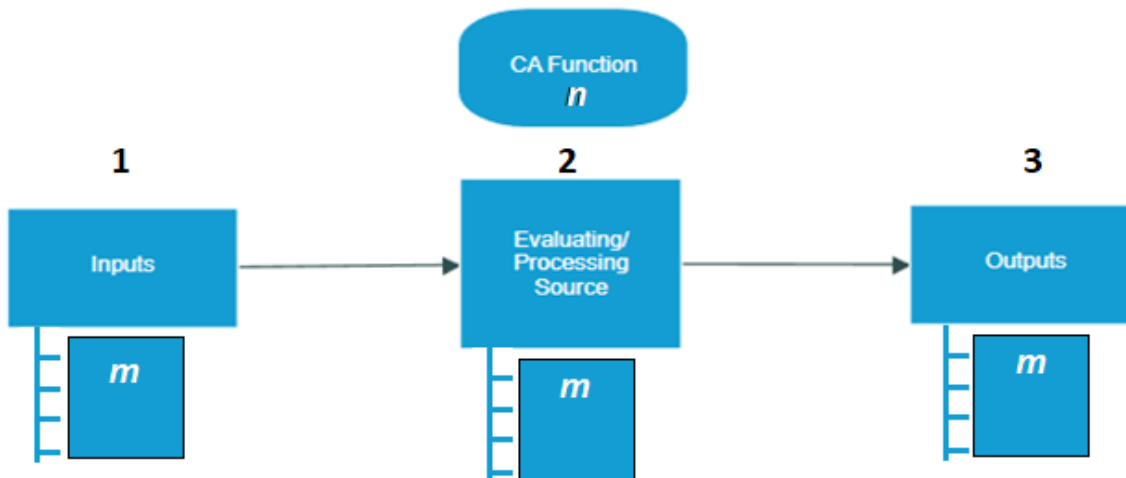 CA Function
n
1
2
3
Inputs
Evaluating/
Processing
Source
Outputs
m
m
m